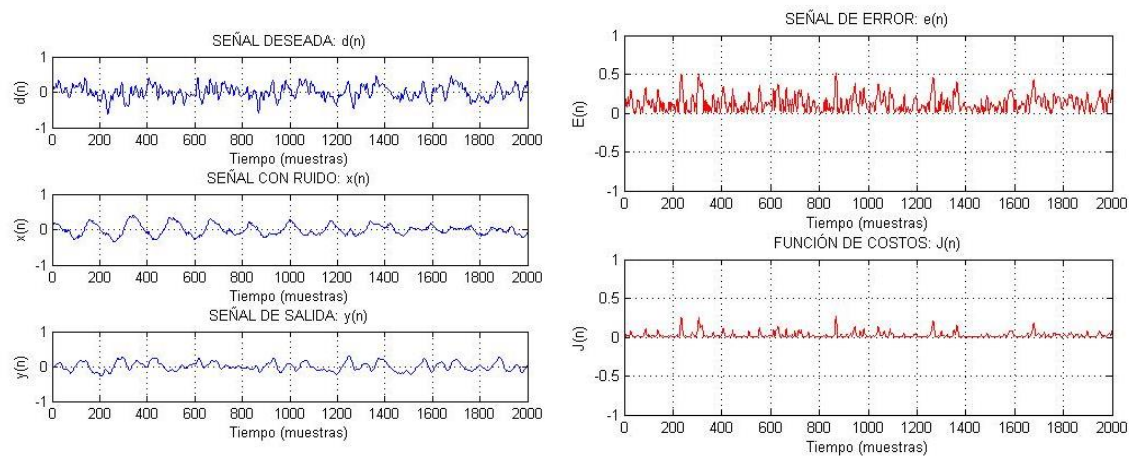 SEÑAL DESEADA: d(n)
1
0
-1
d(n)
0 200 400 600 800 1000 1200 1400 1600 1800 2000
Tiempo (muestras)
SEÑAL CON RUIDO: x(n)
1
0
-1
x(n)
0 200 400 600 800 1000 1200 1400 1600 1800 2000
Tiempo (muestras)
SEÑAL DE SALIDA: y(n)
1
0
-1
y(n)
0 200 400 600 800 1000 1200 1400 1600 1800 2000
Tiempo (muestras)
SEÑAL DE ERROR: e(n)
1
0.5
0
-0.5
-1
E(n)
0 200 400 600 800 1000 1200 1400 1600 1800 2000
Tiempo (muestras)
FUNCIÓN DE COSTOS: J(n)
1
0.5
0
-0.5
-1
J(n)
0 200 400 600 800 1000 1200 1400 1600 1800 2000
Tiempo (muestras)